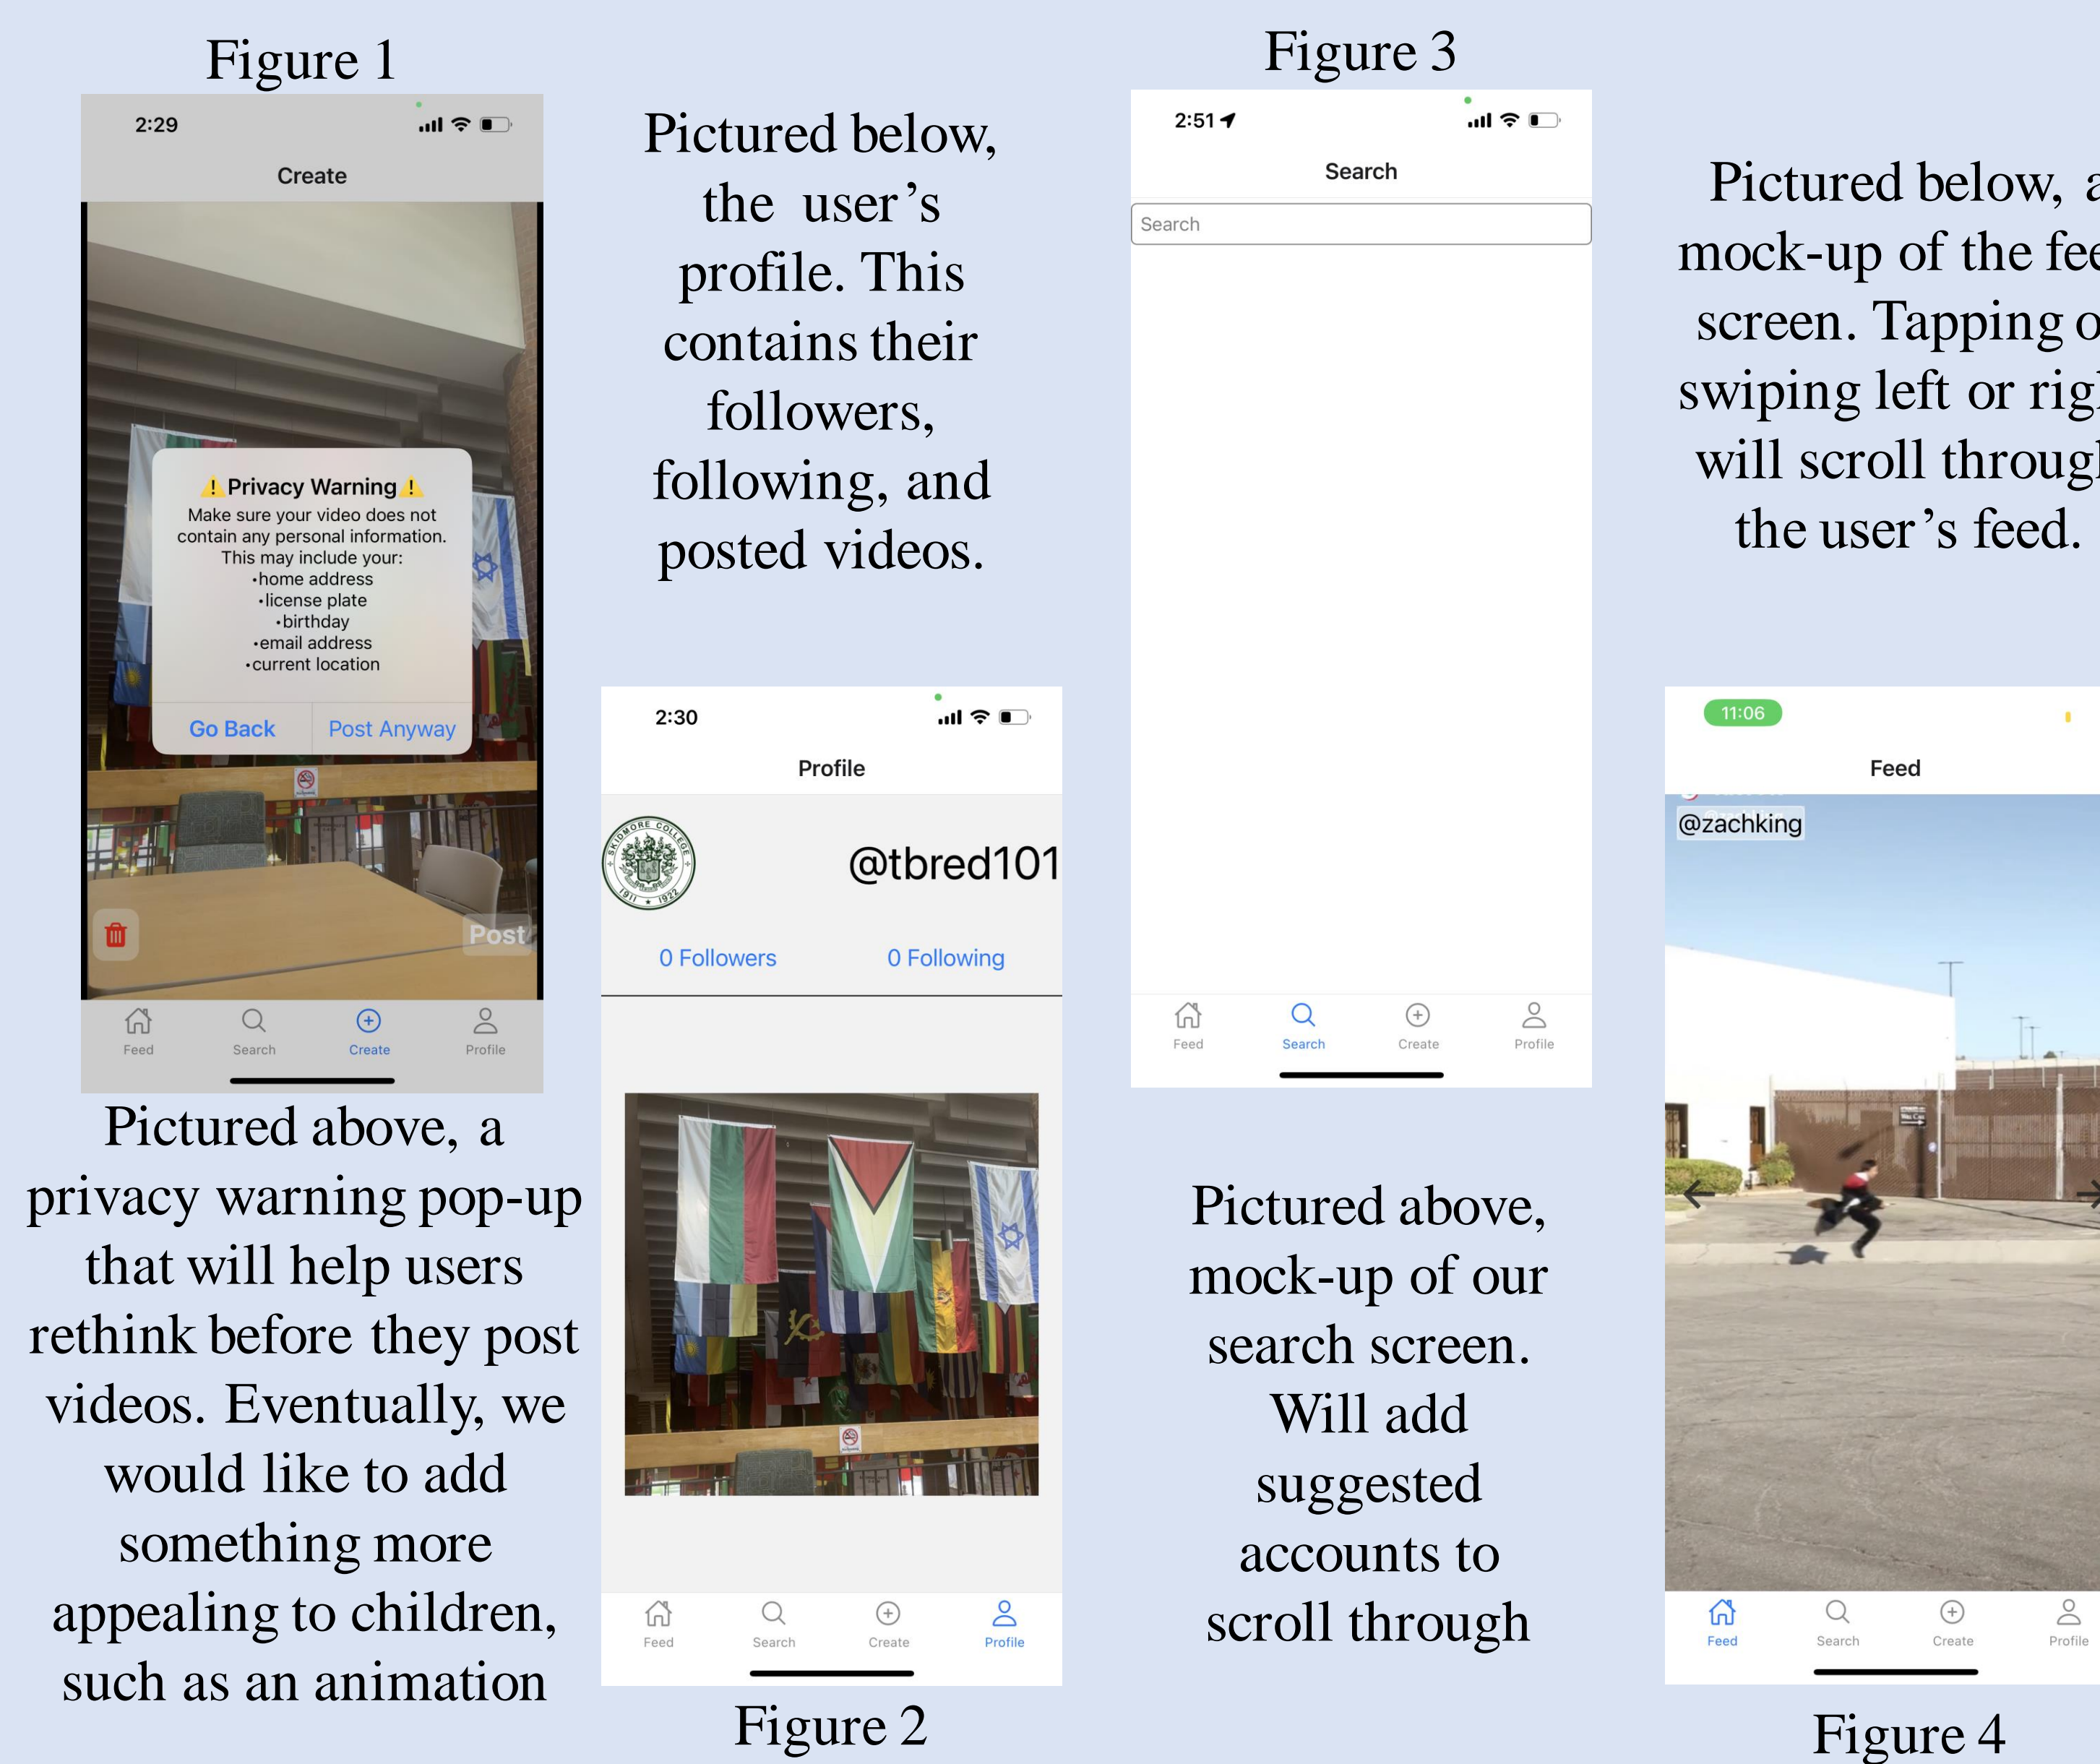 Figure 1
2:29
Create
⚠️Privacy Warning⚠️
Make sure your video does not
contain any personal information.
This may include your:
•home address
•license plate
•birthday
•email address
•current location
Go Back
Post Anyway
Post
Feed
Search
Create
Profile
Pictured above, a
privacy warning pop-up
that will help users
rethink before they post
videos. Eventually, we
would like to add
something more
appealing to children,
such as an animation
Pictured below,
the user's
profile. This
contains their
followers,
following, and
posted videos.
2:30
Profile
SKIDMORE COLLEGE
1911 ★ 1922
@tbred101
0 Followers
0 Following
Feed
Search
Create
Profile
Figure 2
Figure 3
2:51
Search
Search
Feed
Search
Create
Profile
Pictured above,
mock-up of our
search screen.
Will add
suggested
accounts to
scroll through
Pictured below, a
mock-up of the fee
screen. Tapping o
swiping left or rig
will scroll through
the user's feed.
11:06
Feed
@zachking
Feed
Search
Create
Profile
Figure 4